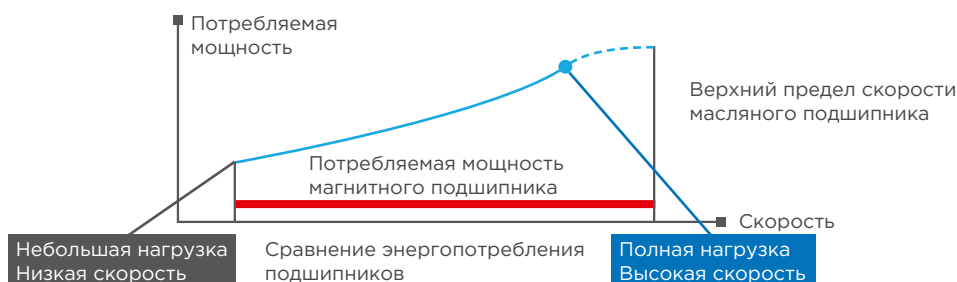 Потребляемая
мощность
Верхний предел скорости
масляного подшипника
Потребляемая мощность
магнитного подшипника
Скорость
Небольшая нагрузка
Низкая скорость
Сравнение энергопотребления
подшипников
Полная нагрузка
Высокая скорость